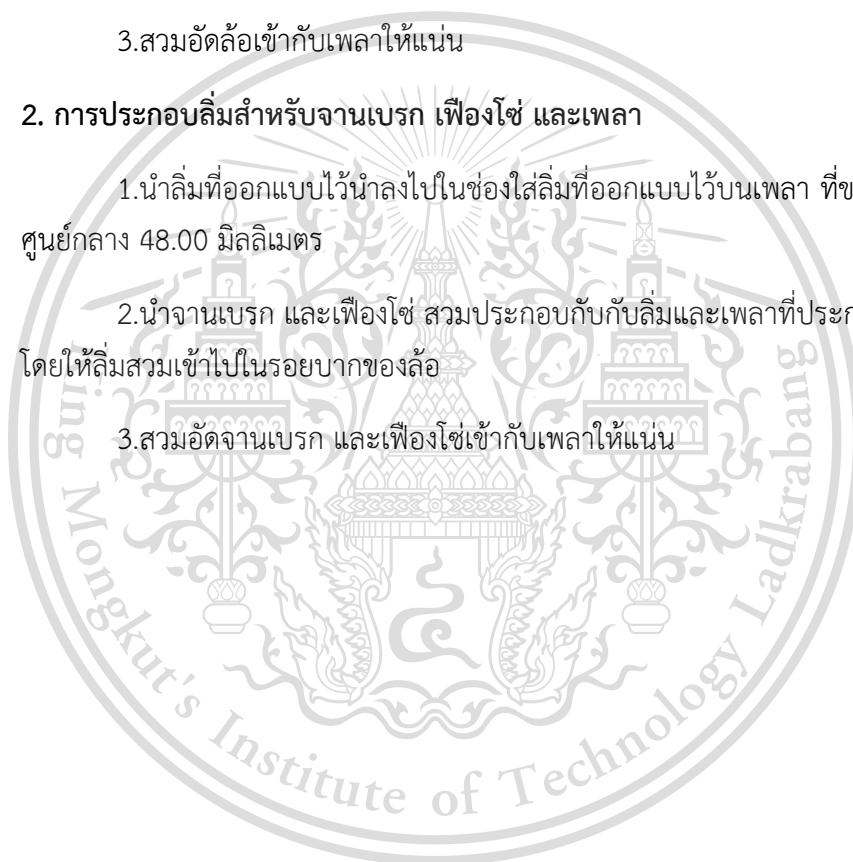 3.สวมอัดล้อเข้ากับเพลาให้แน่น
2. การประกอบลิ่มสำหรับจานเบรก เฟืองโซ่ และเพลา
1.นำลิ่มที่ออกแบบไว้นำลงไปในช่องใส่ลิ่มที่ออกแบบไว้บนเพลา ที่ข
ศูนย์กลาง 48.00 มิลลิเมตร
2.นำจานเบรก และเฟืองโซ่ สวมประกอบกับกับลิ่มและเพลาที่ประก
โดยให้ลิ่มสวมเข้าไปในรอยบากของล้อ
3.สวมอัดจานเบรก และเฟืองโซ่เข้ากับเพลาให้แน่น
King Mongkut's Institute of Technology Ladkrabang